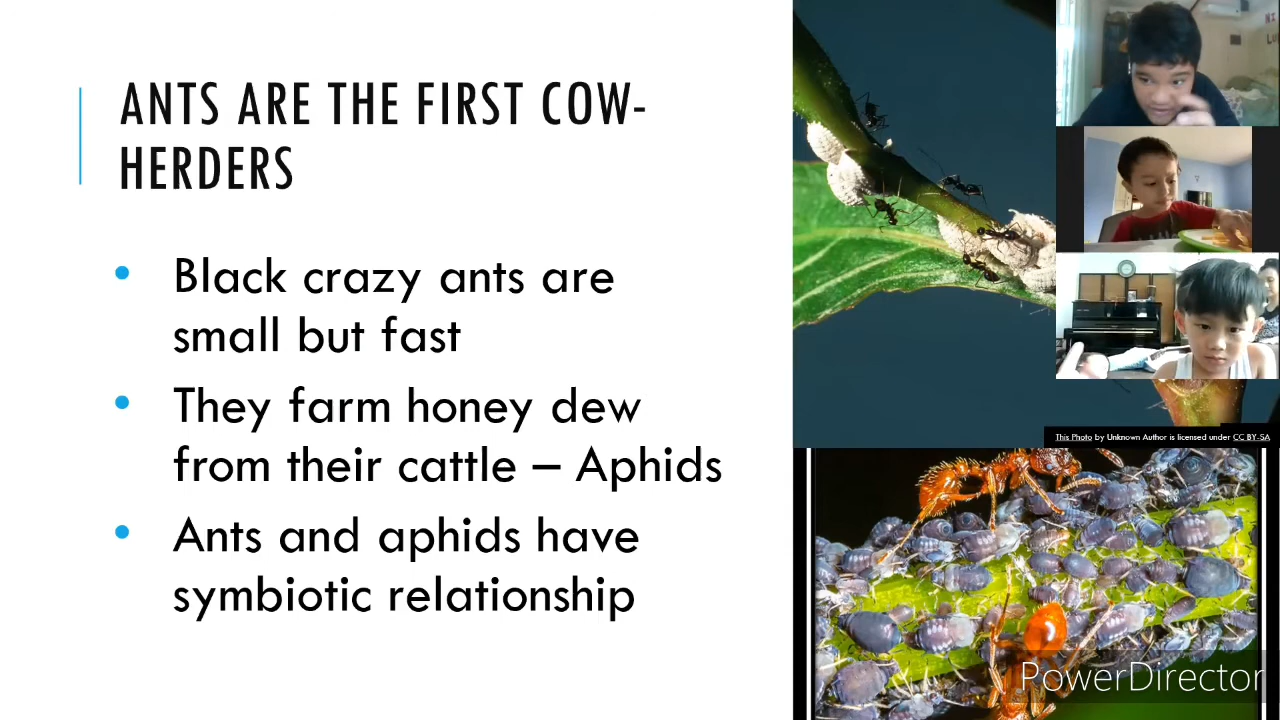 ANTS ARE THE FIRST COW-
HERDERS
• Black crazy ants are
small but fast
• They farm honey dew
from their cattle – Aphids
• Ants and aphids have
symbiotic relationship
This Photo by Unknown Author is licensed under CC BY-SA
PowerDirector